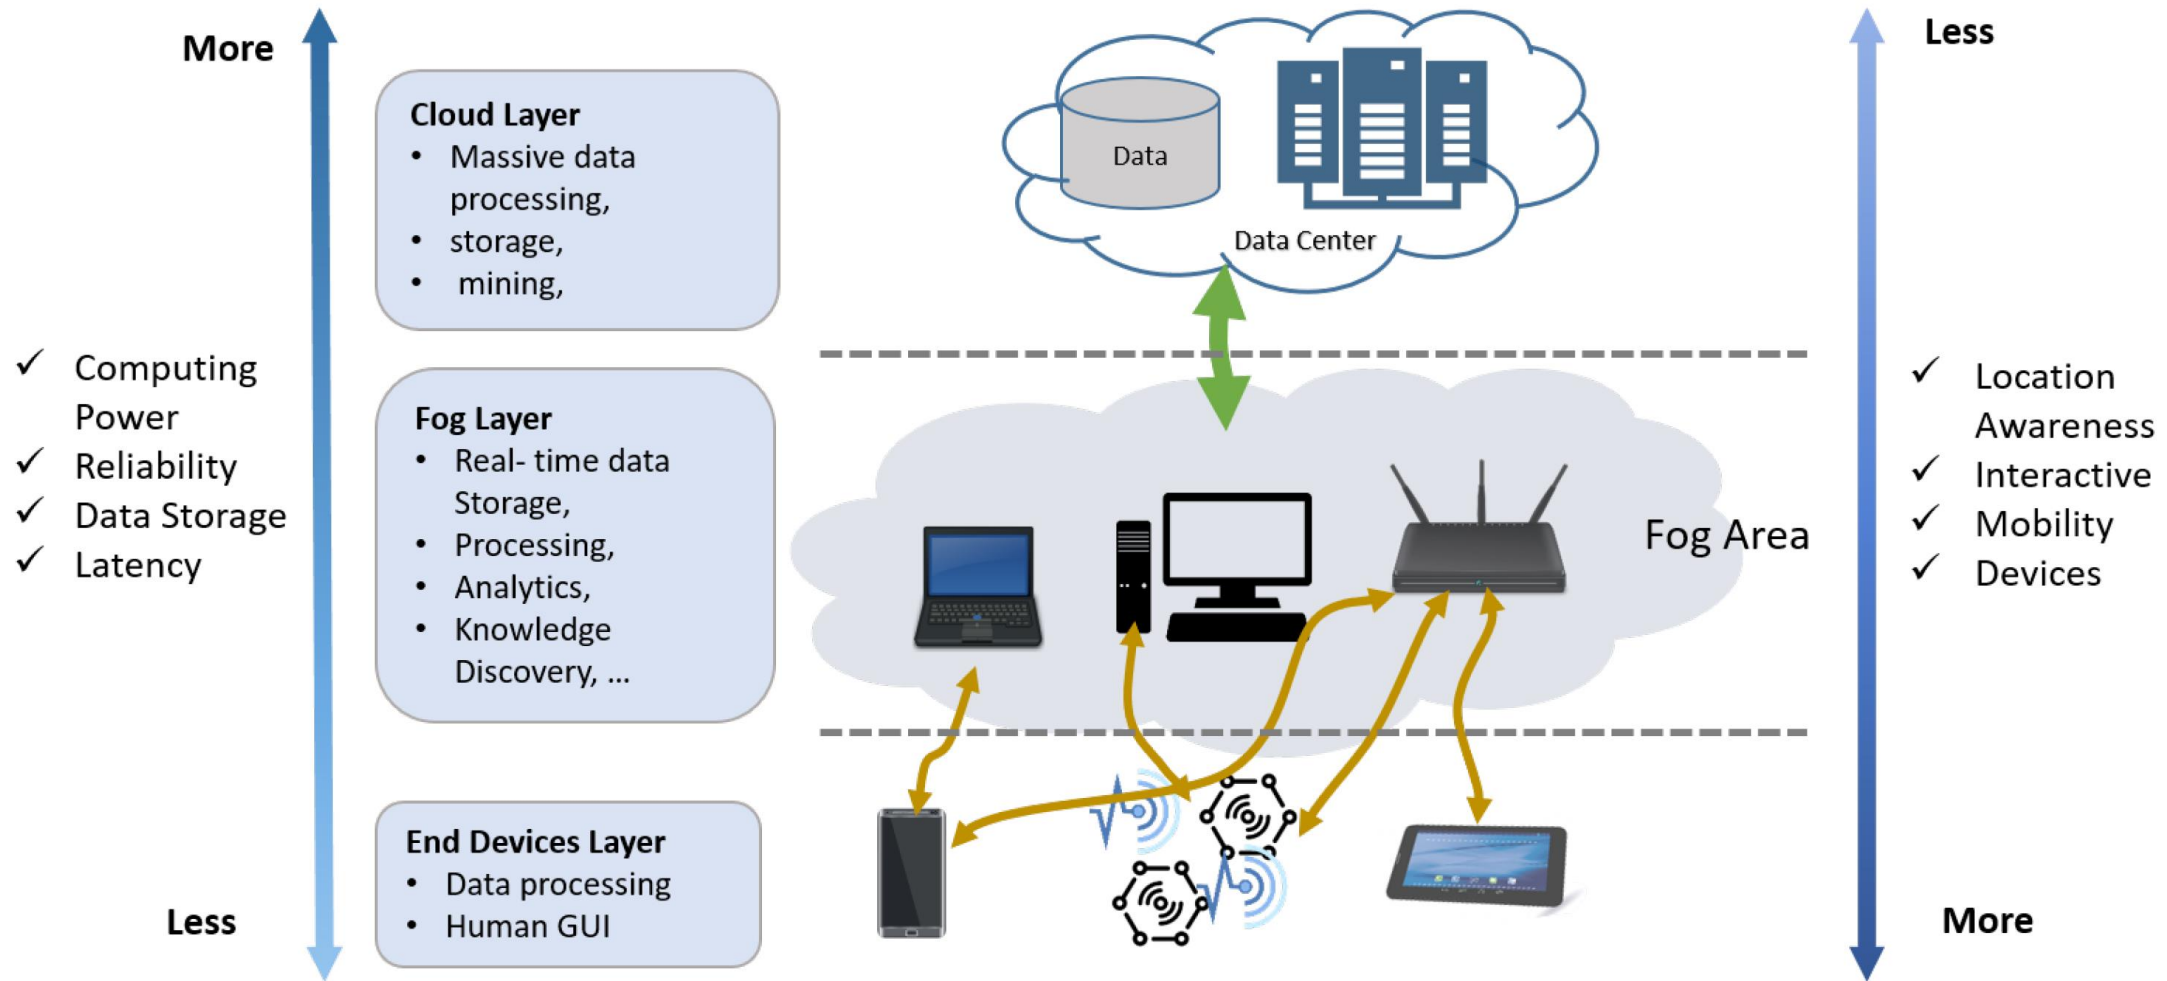 More
Less
Cloud Layer
• Massive data
processing,
• storage,
• mining,
Data
Data Center
✓ Computing
Power
✓ Reliability
✓ Data Storage
✓ Latency
Fog Layer
• Real- time data
Storage,
• Processing,
• Analytics,
• Knowledge
Discovery, ...
Fog Area
✓ Location
Awareness
✓ Interactive
✓ Mobility
✓ Devices
End Devices Layer
• Data processing
• Human GUI
Less
More